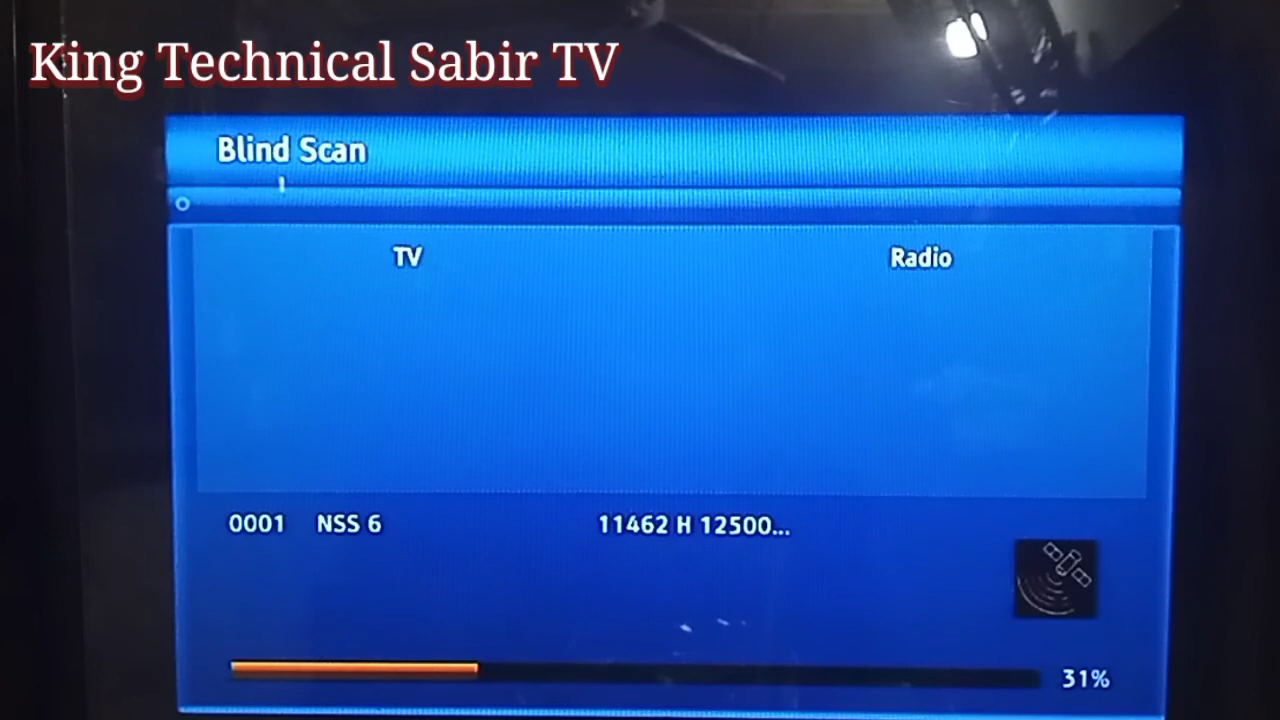 King Technical Sabir TV
Blind Scan
TV Radio
0001 NSS 6 11462 H 12500...
31%